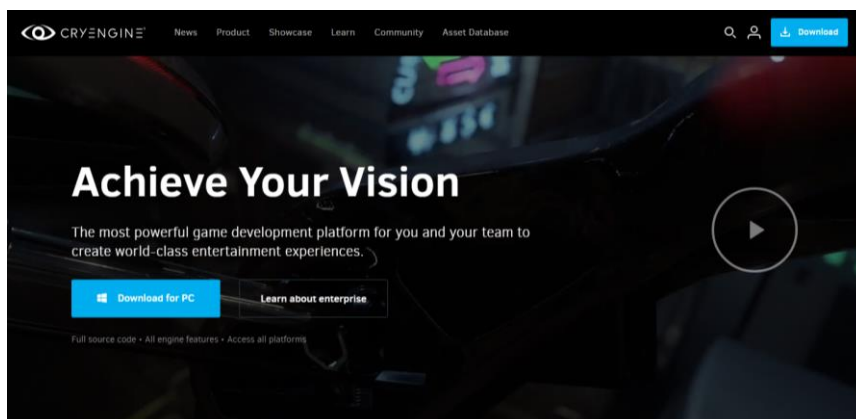 CRYENGINE
News
Product
Showcase
Learn
Community
Asset Database
Download
Achieve Your Vision
The most powerful game development platform for you and your team to
create world-class entertainment experiences.
Download for PC
Learn about enterprise
Full source code • All engine features • Access all platforms